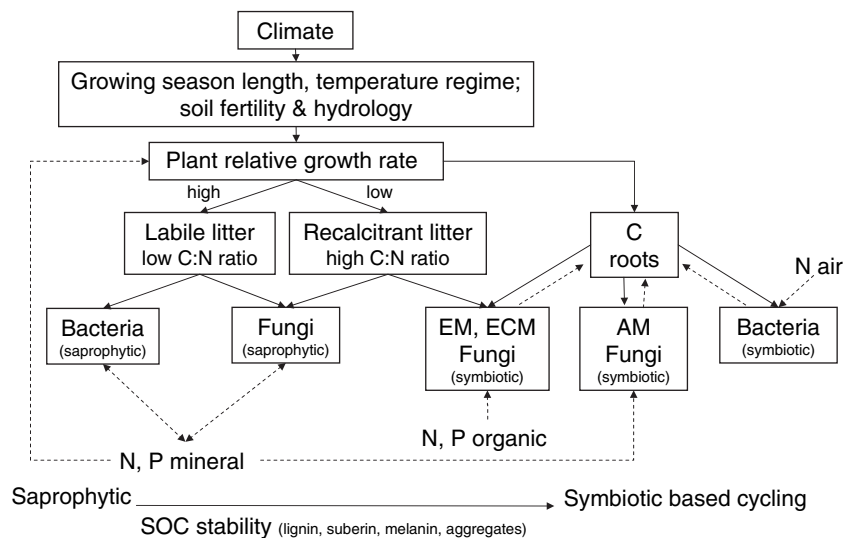 Climate
Growing season length, temperature regime;
soil fertility & hydrology
Plant relative growth rate
high
low
Labile litter
low C:N ratio
Recalcitrant litter
high C:N ratio
C
roots
N air
Bacteria
(saprophytic)
Fungi
(saprophytic)
EM, ECM
Fungi
(symbiotic)
AM
Fungi
(symbiotic)
Bacteria
(symbiotic)
N, P organic
N, P mineral
Saprophytic
Symbiotic based cycling
SOC stability (lignin, suberin, melanin, aggregates)